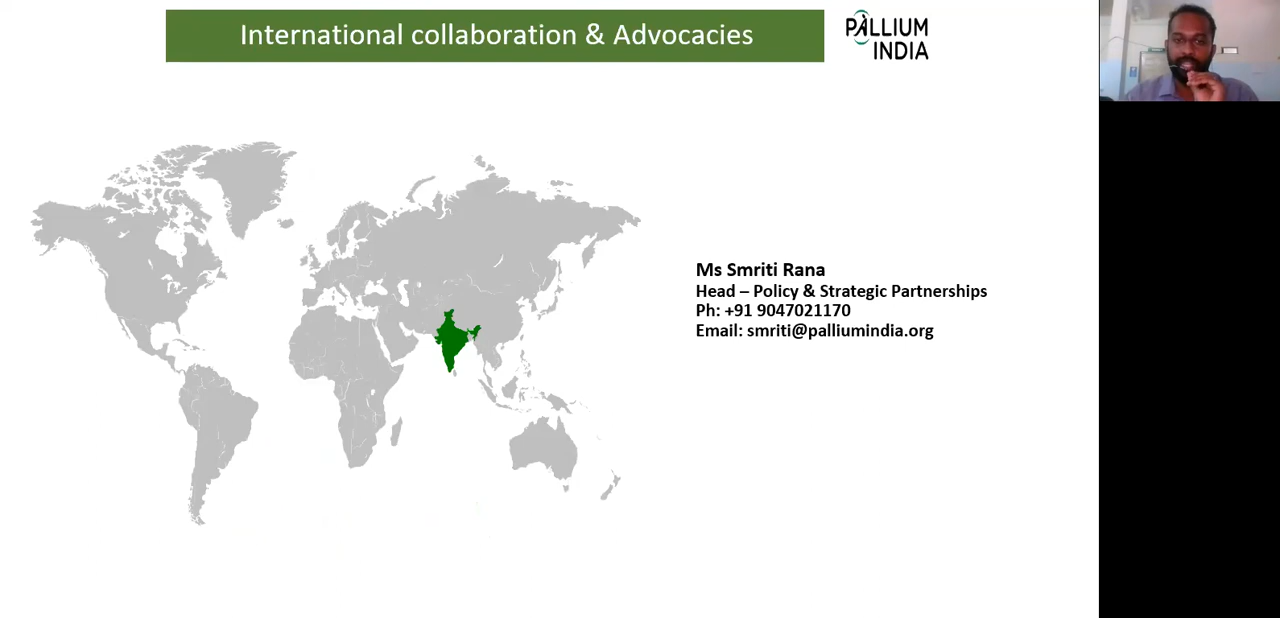 International collaboration & Advocacies
PALLIUM
INDIA
Ms Smriti Rana
Head – Policy & Strategic Partnerships
Ph: +91 9047021170
Email: smriti@palliumindia.org